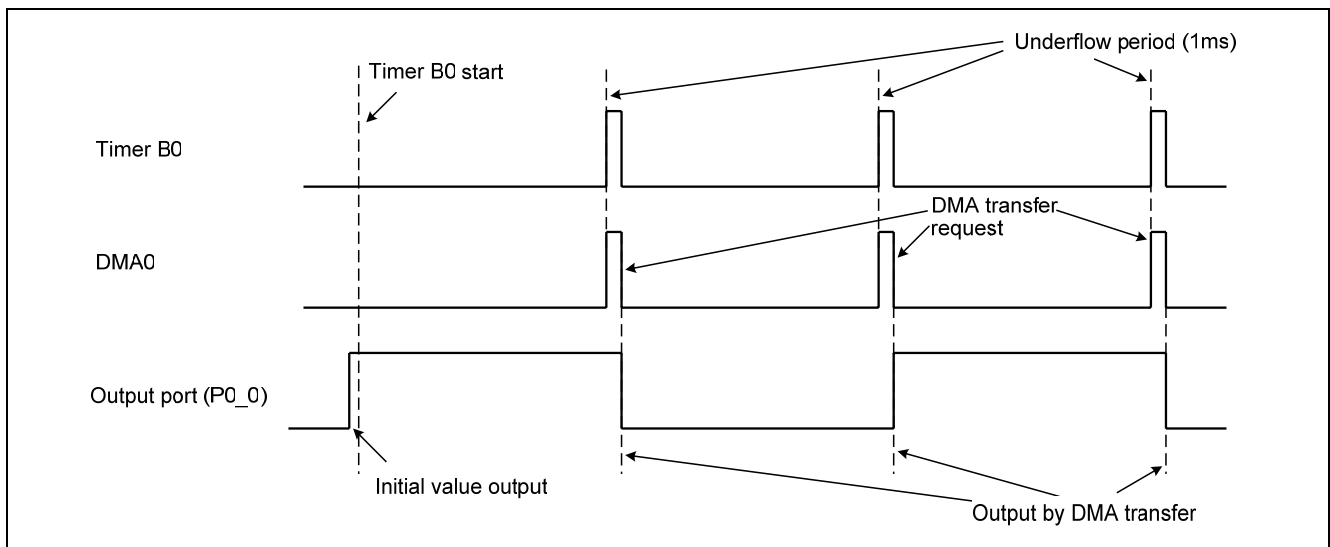 Underflow period (1ms)
Timer B0 start
Timer B0
DMA transfer
request
DMA0
Output port (P0_0)
Initial value output
Output by DMA transfer